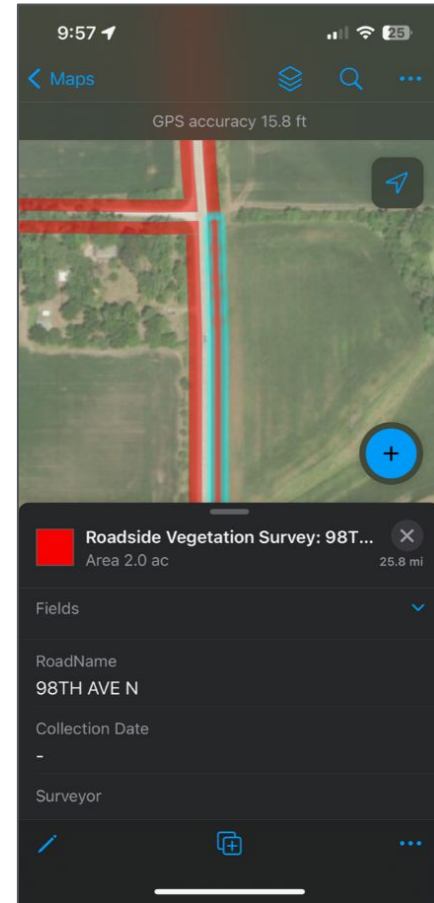 9:57
25
Maps
GPS accuracy 15.8 ft
+
Roadside Vegetation Survey: 98T...
Area 2.0 ac
25.8 mi
Fields
RoadName
98TH AVE N
Collection Date
-
Surveyor